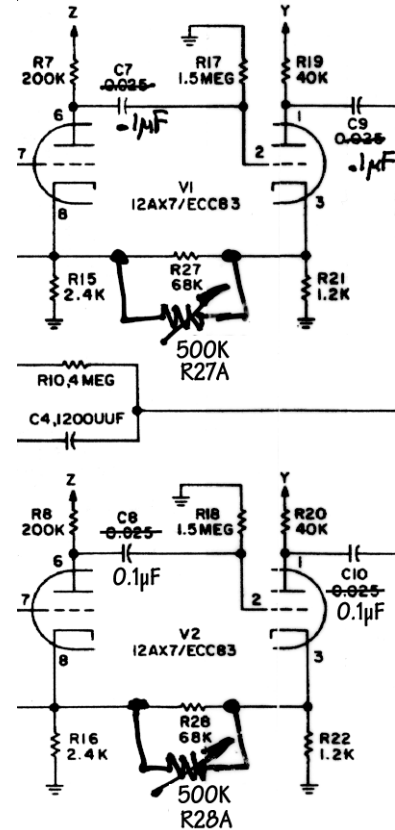 Z
Y
R7
200K
C7
0.025
.1µF
R17
1.5MEG
R19
40K
C9
0.025
.1µF
6
1
7
2
V1
12AX7/ECC83
8
3
R15
2.4K
R27
68K
R21
1.2K
500K
R27A
R10,4 MEG
C4,1200UUF
Z
Y
R8
200K
C8
0.025
0.1µF
R18
1.5MEG
R20
40K
C10
0.025
0.1µF
6
1
7
2
V2
12AX7/ECC83
8
3
R16
2.4K
R28
68K
R22
1.2K
500K
R28A